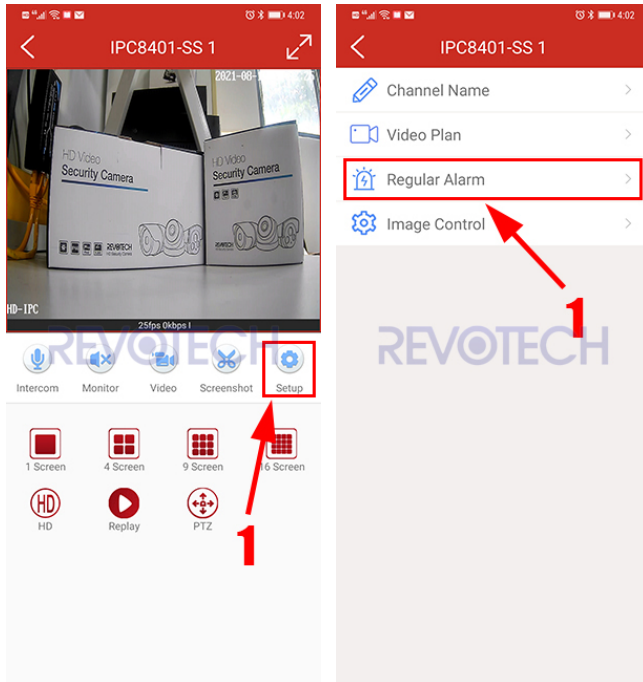 4:02
IPC8401-SS 1
2021-08-
HD Video
Security Camera
HD Video
Security Camera
REVOTECH
REVOTECH
HD-IPC
25fps 0kbps
REVOTECH
Intercom
Monitor
Video
Screenshot
Setup
1 Screen
4 Screen
9 Screen
16 Screen
HD
HD
Replay
PTZ
1
4:02
IPC8401-SS 1
Channel Name
Video Plan
Regular Alarm
Image Control
1
REVOTECH